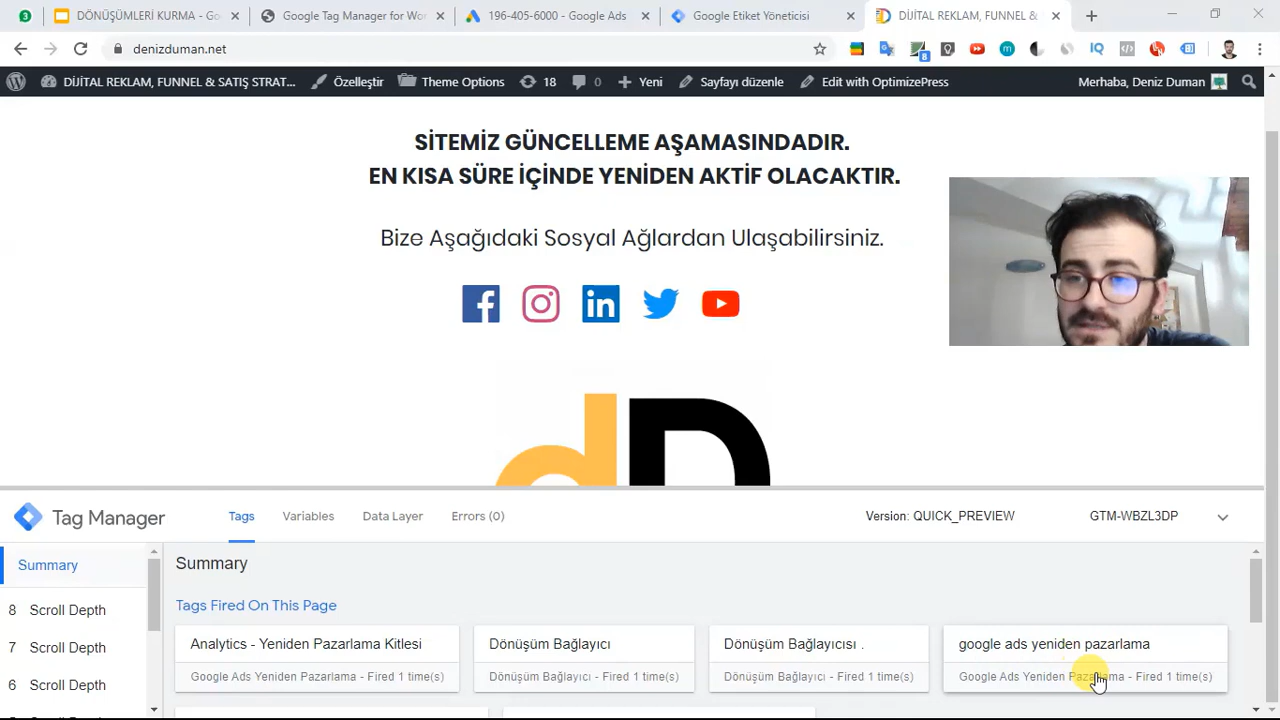 3
DÖNÜŞÜMLERİ KURMA - Go
Google Tag Manager for Wor
196-405-6000 - Google Ads
Google Etiket Yöneticisi
DİJİTAL REKLAM, FUNNEL &
denizduman.net
DİJİTAL REKLAM, FUNNEL & SATIŞ STRAT...
Özelleştir
Theme Options
18
0
Yeni
Sayfayı düzenle
Edit with OptimizePress
Merhaba, Deniz Duman
SİTEMİZ GÜNCELLEME AŞAMASINDADIR.
EN KISA SÜRE İÇİNDE YENİDEN AKTİF OLACAKTIR.
Bize Aşağıdaki Sosyal Ağlardan Ulaşabilirsiniz.
dD
Tag Manager
Tags
Variables
Data Layer
Errors (0)
Version: QUICK_PREVIEW
GTM-WBZL3DP
Summary
8 Scroll Depth
7 Scroll Depth
6 Scroll Depth
Summary
Tags Fired On This Page
Analytics - Yeniden Pazarlama Kitlesi
Google Ads Yeniden Pazarlama - Fired 1 time(s)
Dönüşüm Bağlayıcı
Dönüşüm Bağlayıcı - Fired 1 time(s)
Dönüşüm Bağlayıcısı .
Dönüşüm Bağlayıcı - Fired 1 time(s)
google ads yeniden pazarlama
Google Ads Yeniden Pazarlama - Fired 1 time(s)